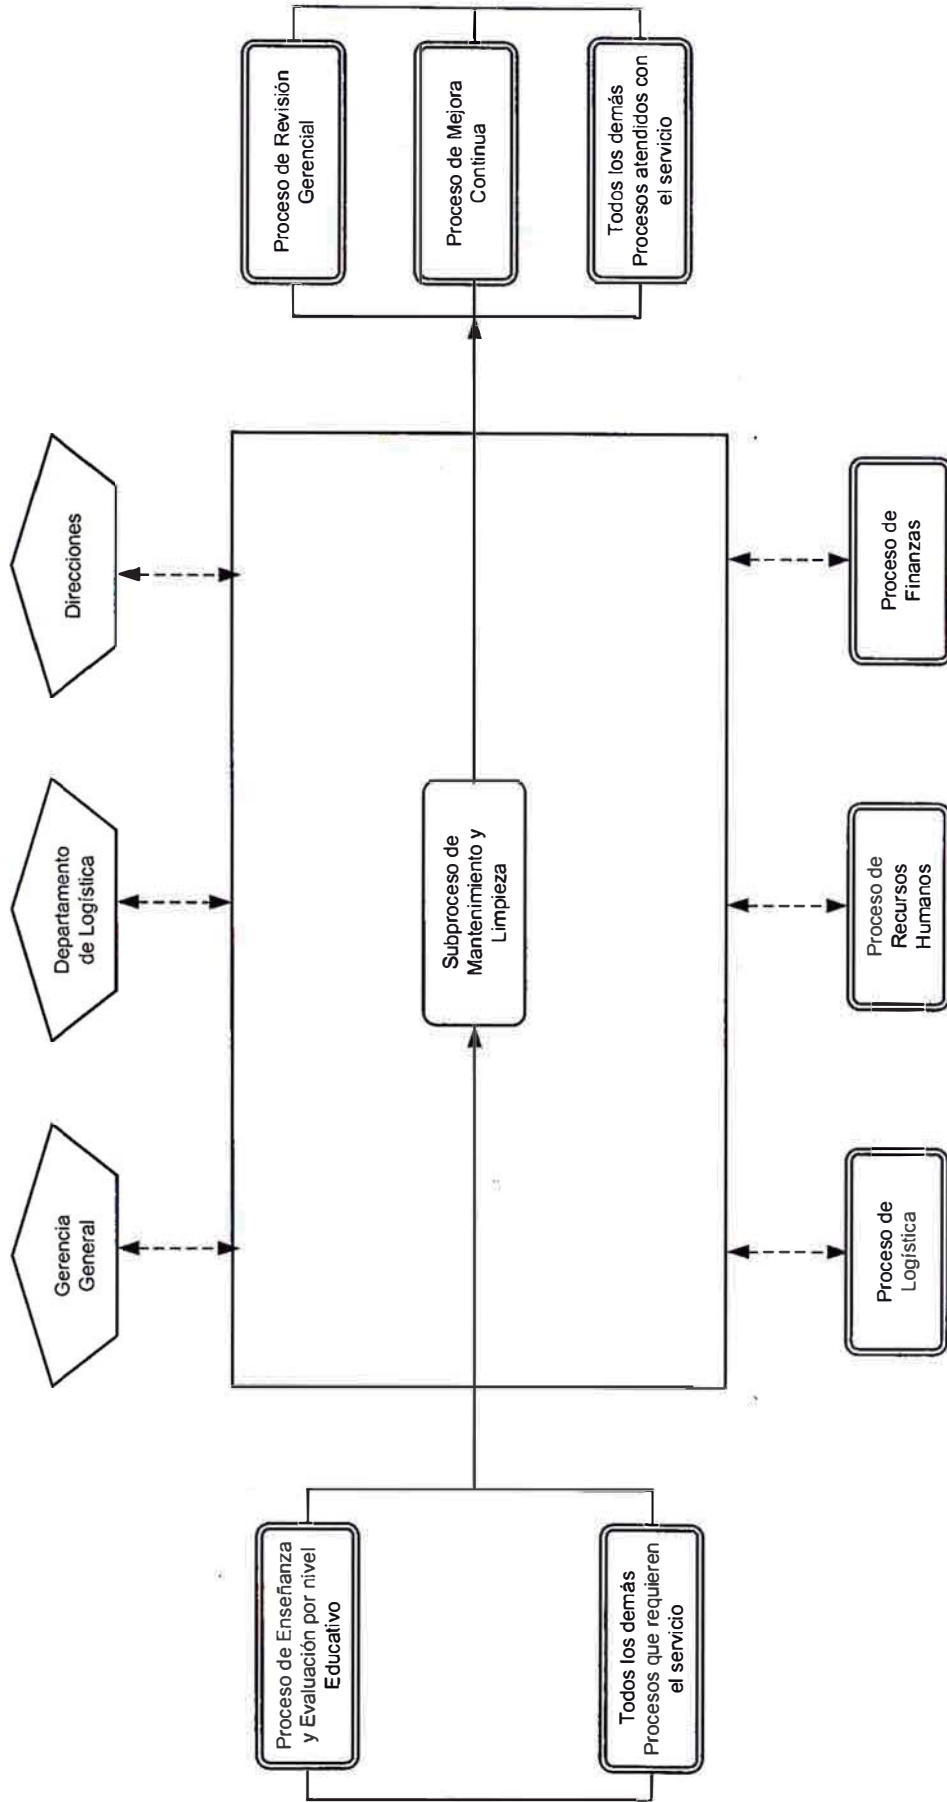 Gerencia
General
Departamento
de Logística
Direcciones
Proceso de Enseñanza
y Evaluación por nivel
Educativo
Todos los demás
Procesos que requieren
el servicio
Subproceso de
Mantenimiento y
Limpieza
Proceso de Revisión
Gerencial
Proceso de Mejora
Continua
Todos los demás
Procesos atendidos con
el servicio
Proceso de
Logística
Proceso de
Recursos
Humanos
Proceso de
Finanzas